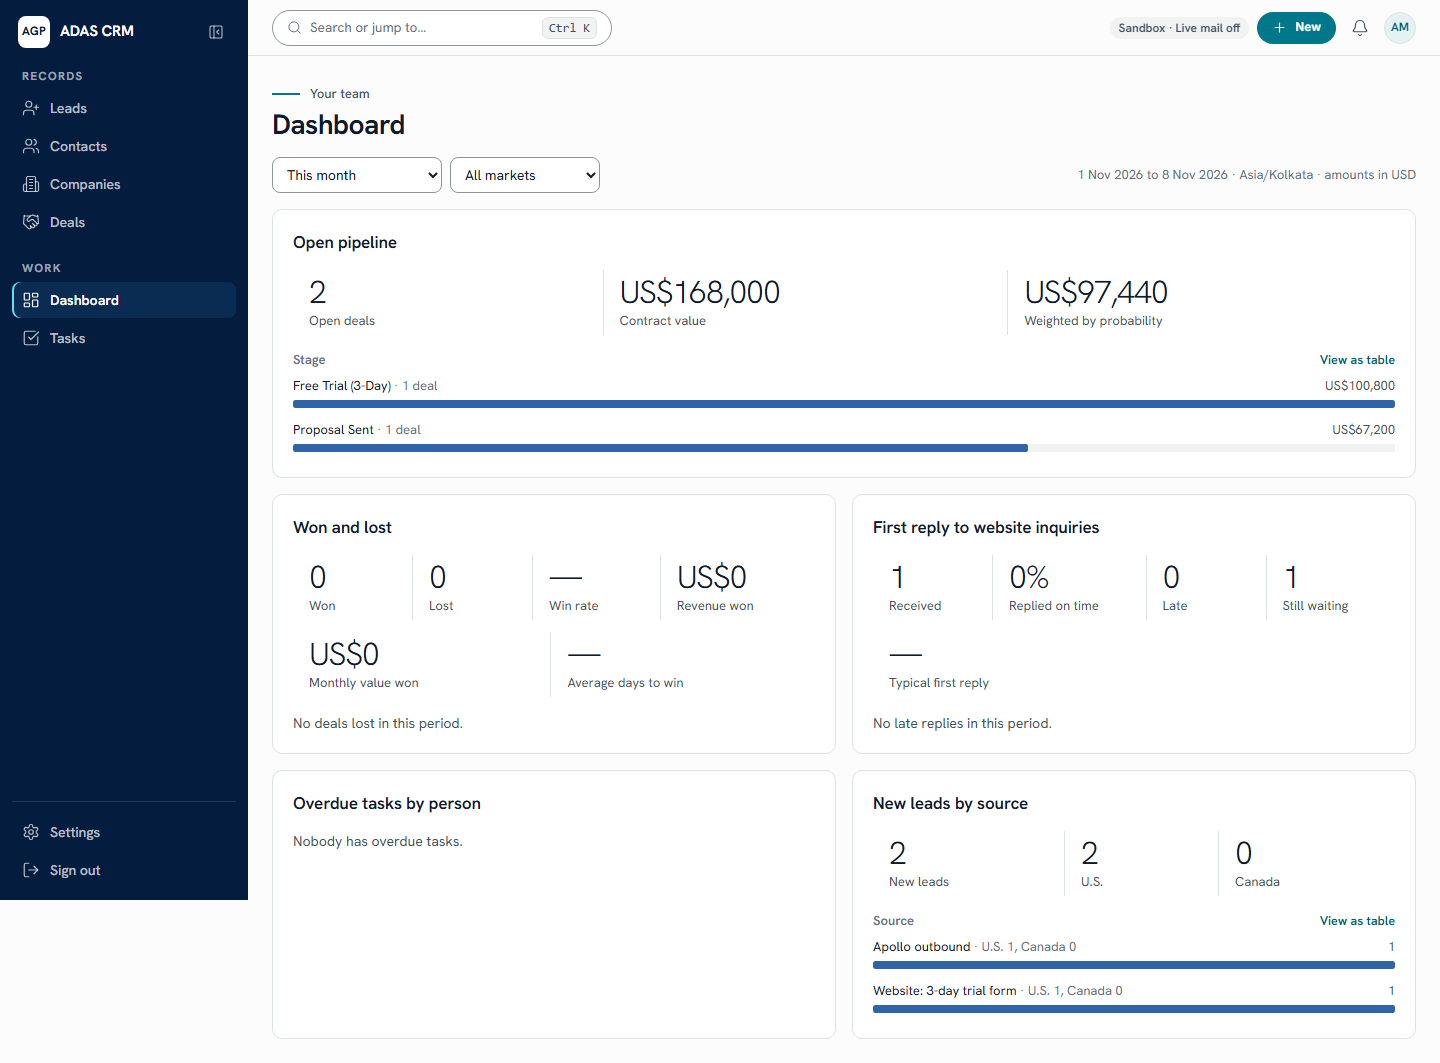 AGP ADAS CRM
RECORDS
Leads
Contacts
Companies
Deals
WORK
Dashboard
Tasks
Settings
Sign out
Search or jump to... Ctrl K
Sandbox · Live mail off
New
AM
Your team
Dashboard
This month
All markets
1 Nov 2026 to 8 Nov 2026 · Asia/Kolkata · amounts in USD
Open pipeline
2
Open deals
US$168,000
Contract value
US$97,440
Weighted by probability
Stage View as table
Free Trial (3-Day) · 1 deal US$100,800
Proposal Sent · 1 deal US$67,200
Won and lost
0
Won
0
Lost
—
Win rate
US$0
Revenue won
US$0
Monthly value won
—
Average days to win
No deals lost in this period.
First reply to website inquiries
1
Received
0%
Replied on time
0
Late
1
Still waiting
—
Typical first reply
No late replies in this period.
Overdue tasks by person
Nobody has overdue tasks.
New leads by source
2
New leads
2
U.S.
0
Canada
Source View as table
Apollo outbound · U.S. 1, Canada 0 1
Website: 3-day trial form · U.S. 1, Canada 0 1